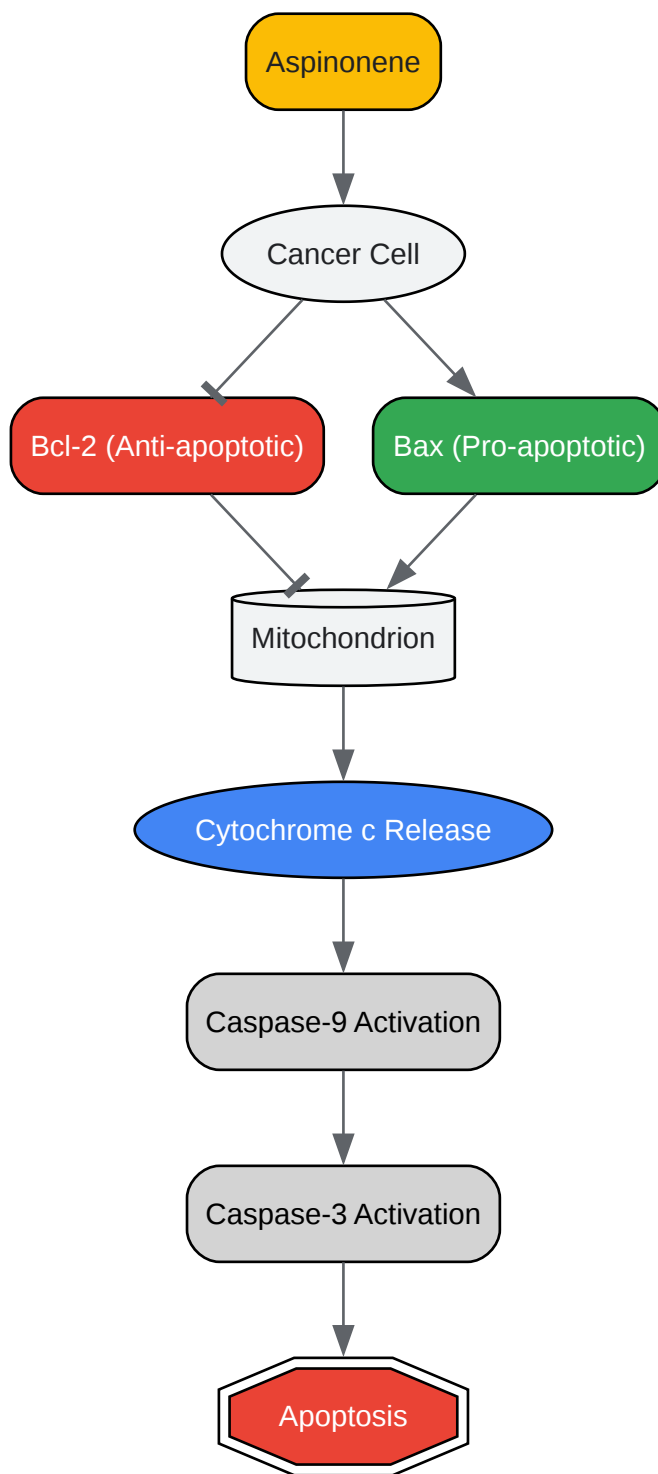 Aspinonene
Cancer Cell
Bcl-2 (Anti-apoptotic)
Bax (Pro-apoptotic)
Mitochondrion
Cytochrome c Release
Caspase-9 Activation
Caspase-3 Activation
Apoptosis